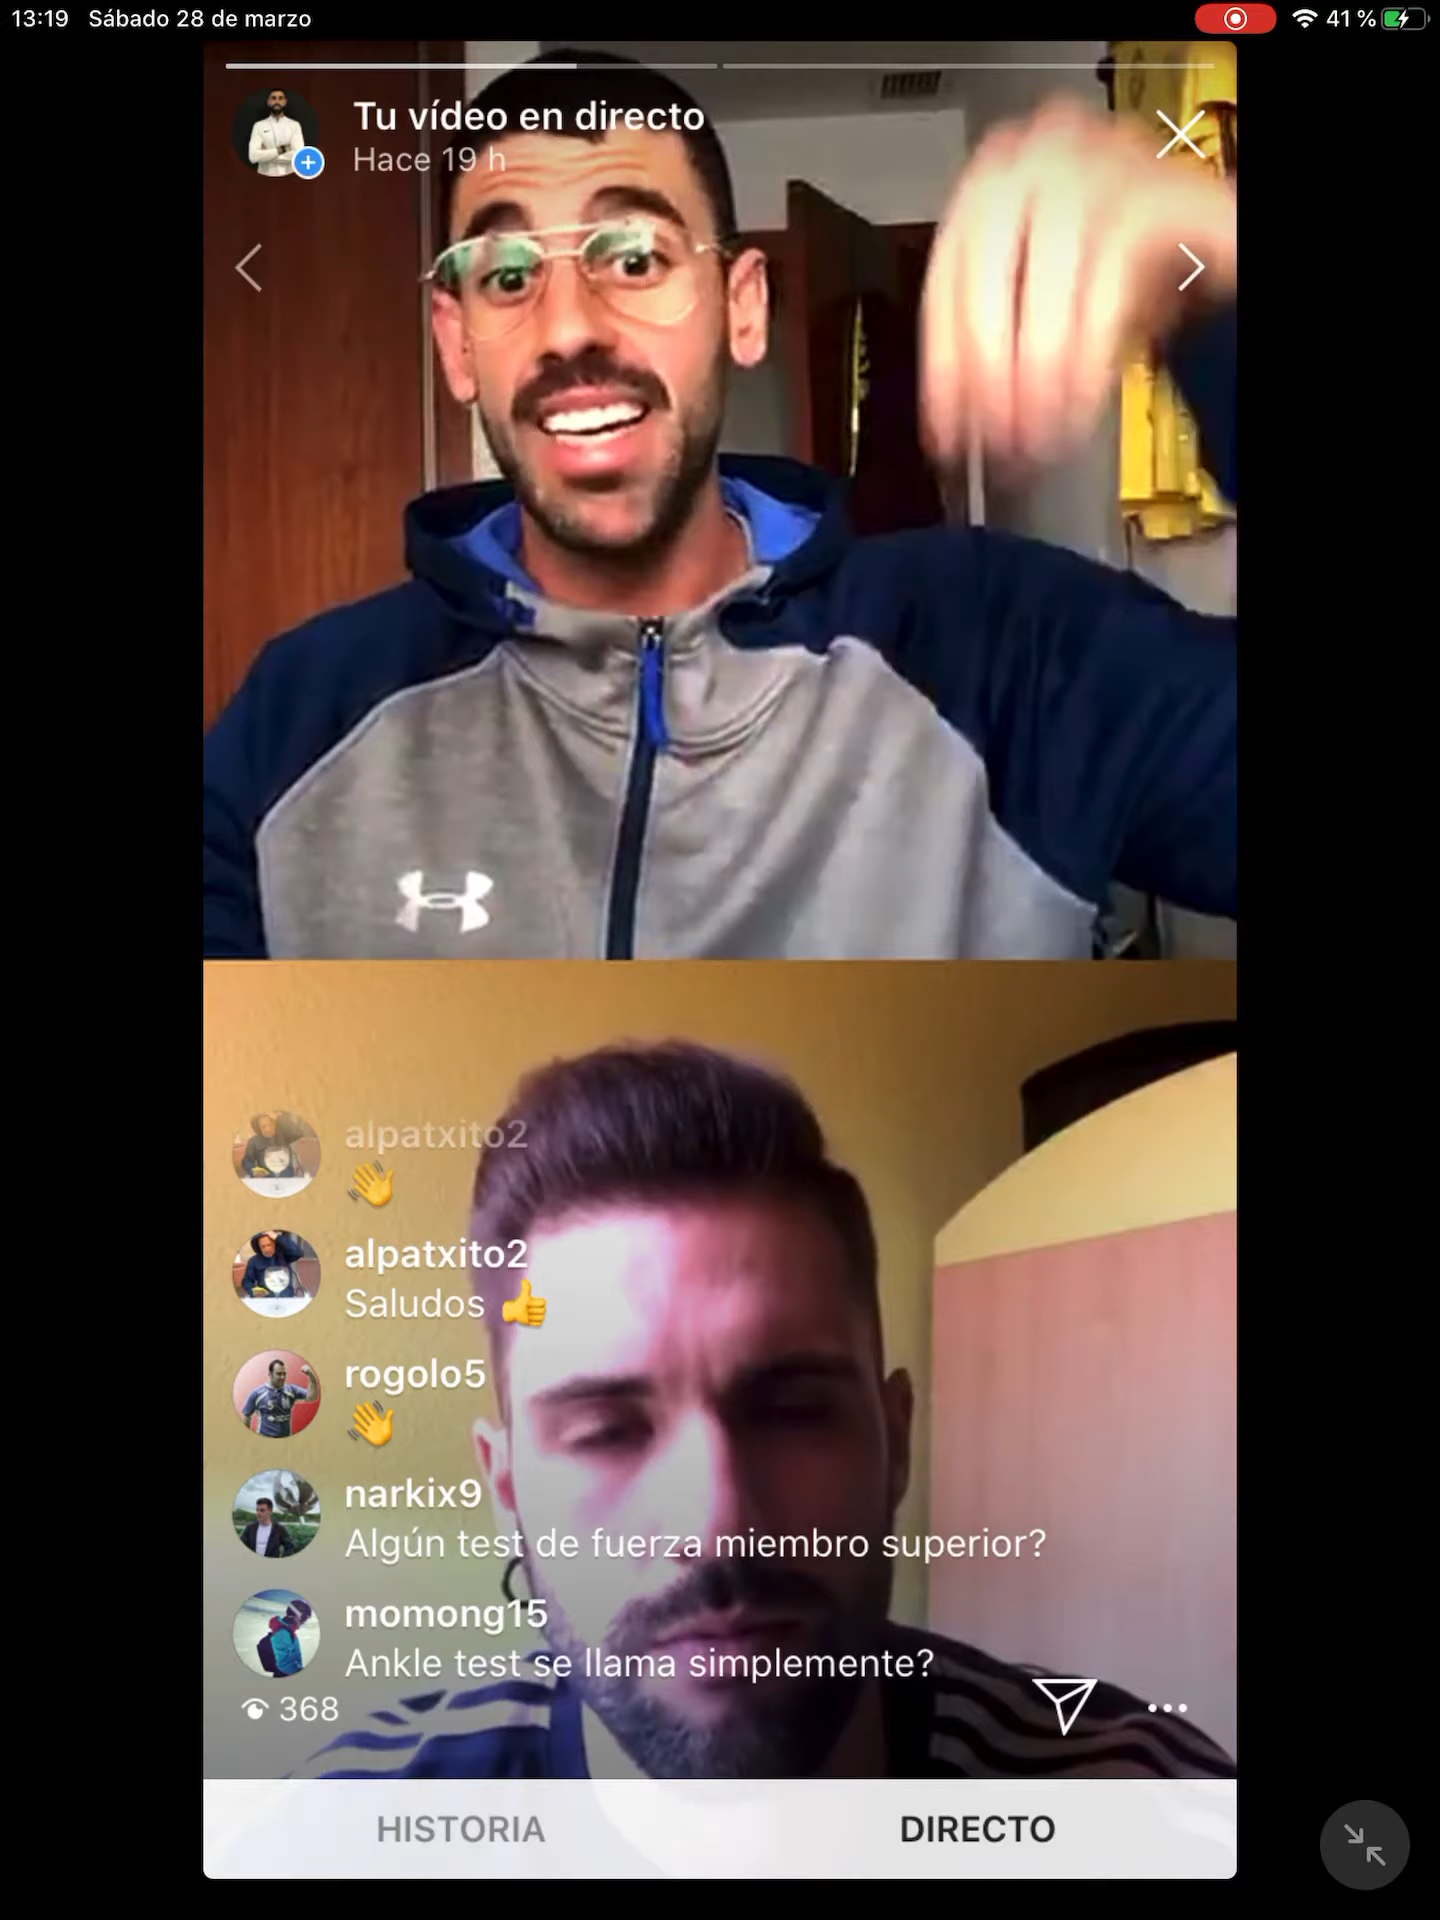 13:19 Sábado 28 de marzo
41 %
Tu vídeo en directo
Hace 19 h
alpatxito2
👋
alpatxito2
Saludos 👍
rogolo5
👋
narkix9
Algún test de fuerza miembro superior?
momong15
Ankle test se llama simplemente?
368
HISTORIA
DIRECTO